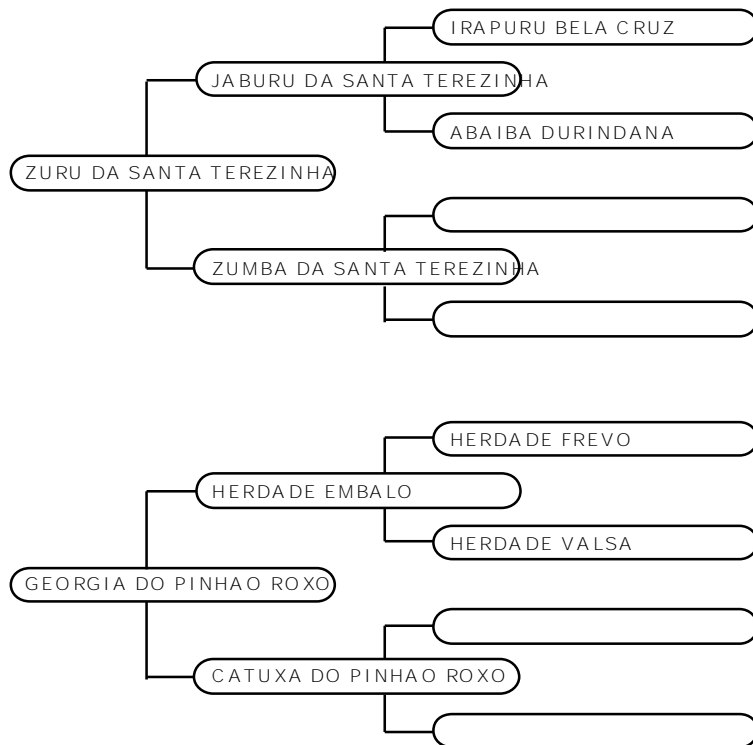 IRAPURU BELA CRUZ
JABURU DA SANTA TEREZINHA
ABAIBA DURINDANA
ZURU DA SANTA TEREZINHA
ZUMBA DA SANTA TEREZINHA
HERDADE FREVO
HERDADE EMBALO
HERDADE VALSA
GEORGIA DO PINHAO ROXO
CATUXA DO PINHAO ROXO